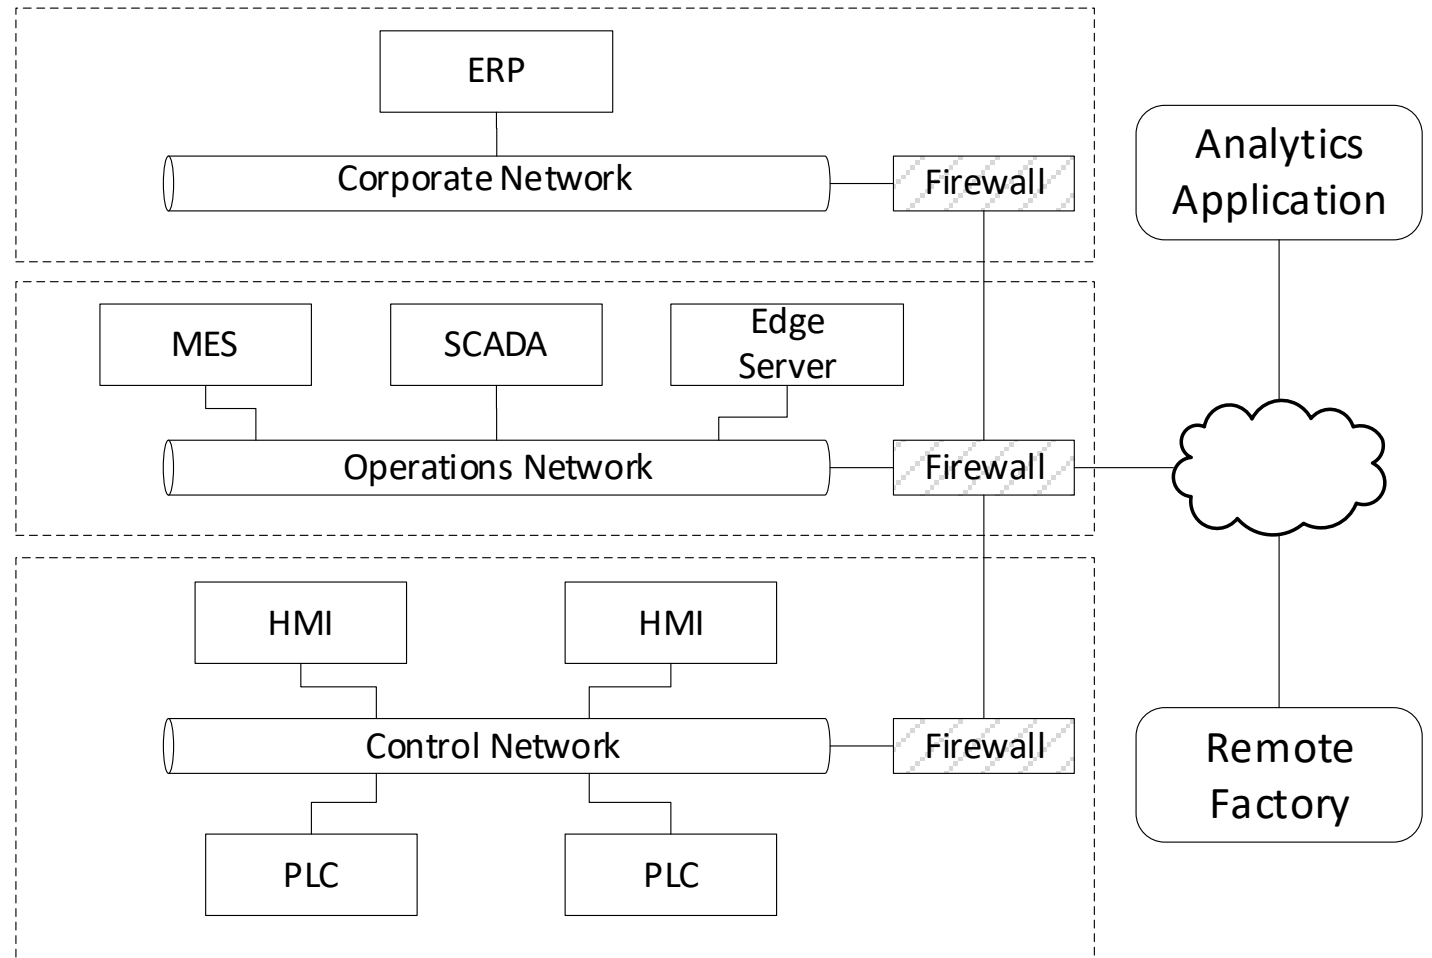 ERP
Corporate Network
Firewall
Analytics
Application
MES
SCADA
Edge
Server
Operations Network
Firewall
HMI
HMI
Control Network
Firewall
Remote
Factory
PLC
PLC